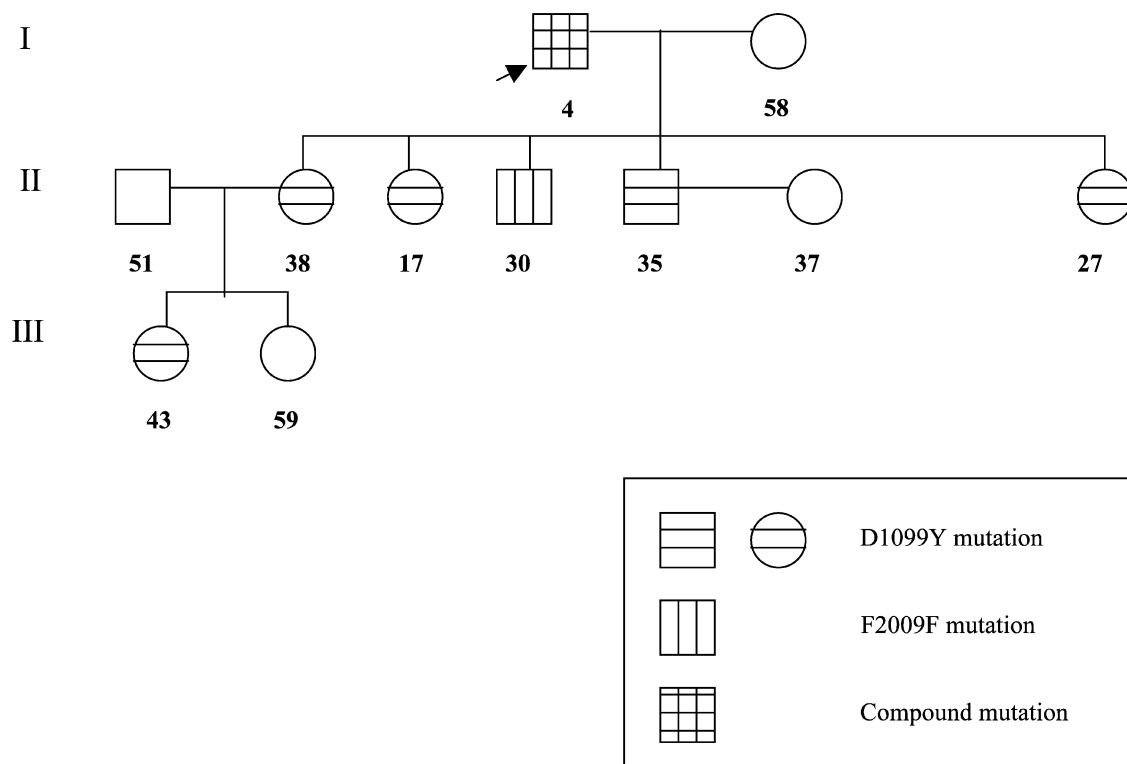 I
4 58
II
51 38 17 30 35 37 27
III
43 59
D1099Y mutation
F2009F mutation
Compound mutation